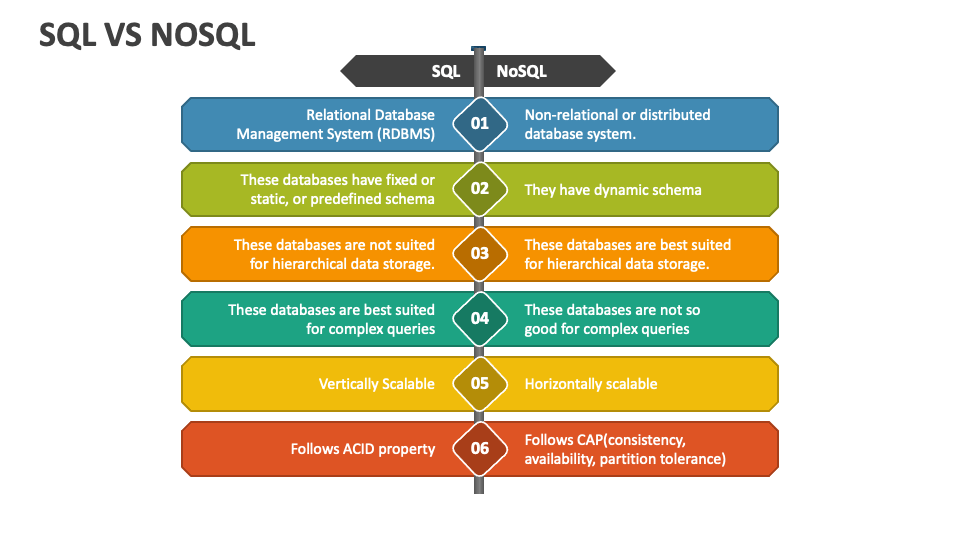 SQL VS NOSQL
SQL
NoSQL
Relational Database
Management System (RDBMS)
01
Non-relational or distributed
database system.
These databases have fixed or
static, or predefined schema
02
They have dynamic schema
These databases are not suited
for hierarchical data storage.
03
These databases are best suited
for hierarchical data storage.
These databases are best suited
for complex queries
04
These databases are not so
good for complex queries
Vertically Scalable
05
Horizontally scalable
Follows ACID property
06
Follows CAP(consistency,
availability, partition tolerance)